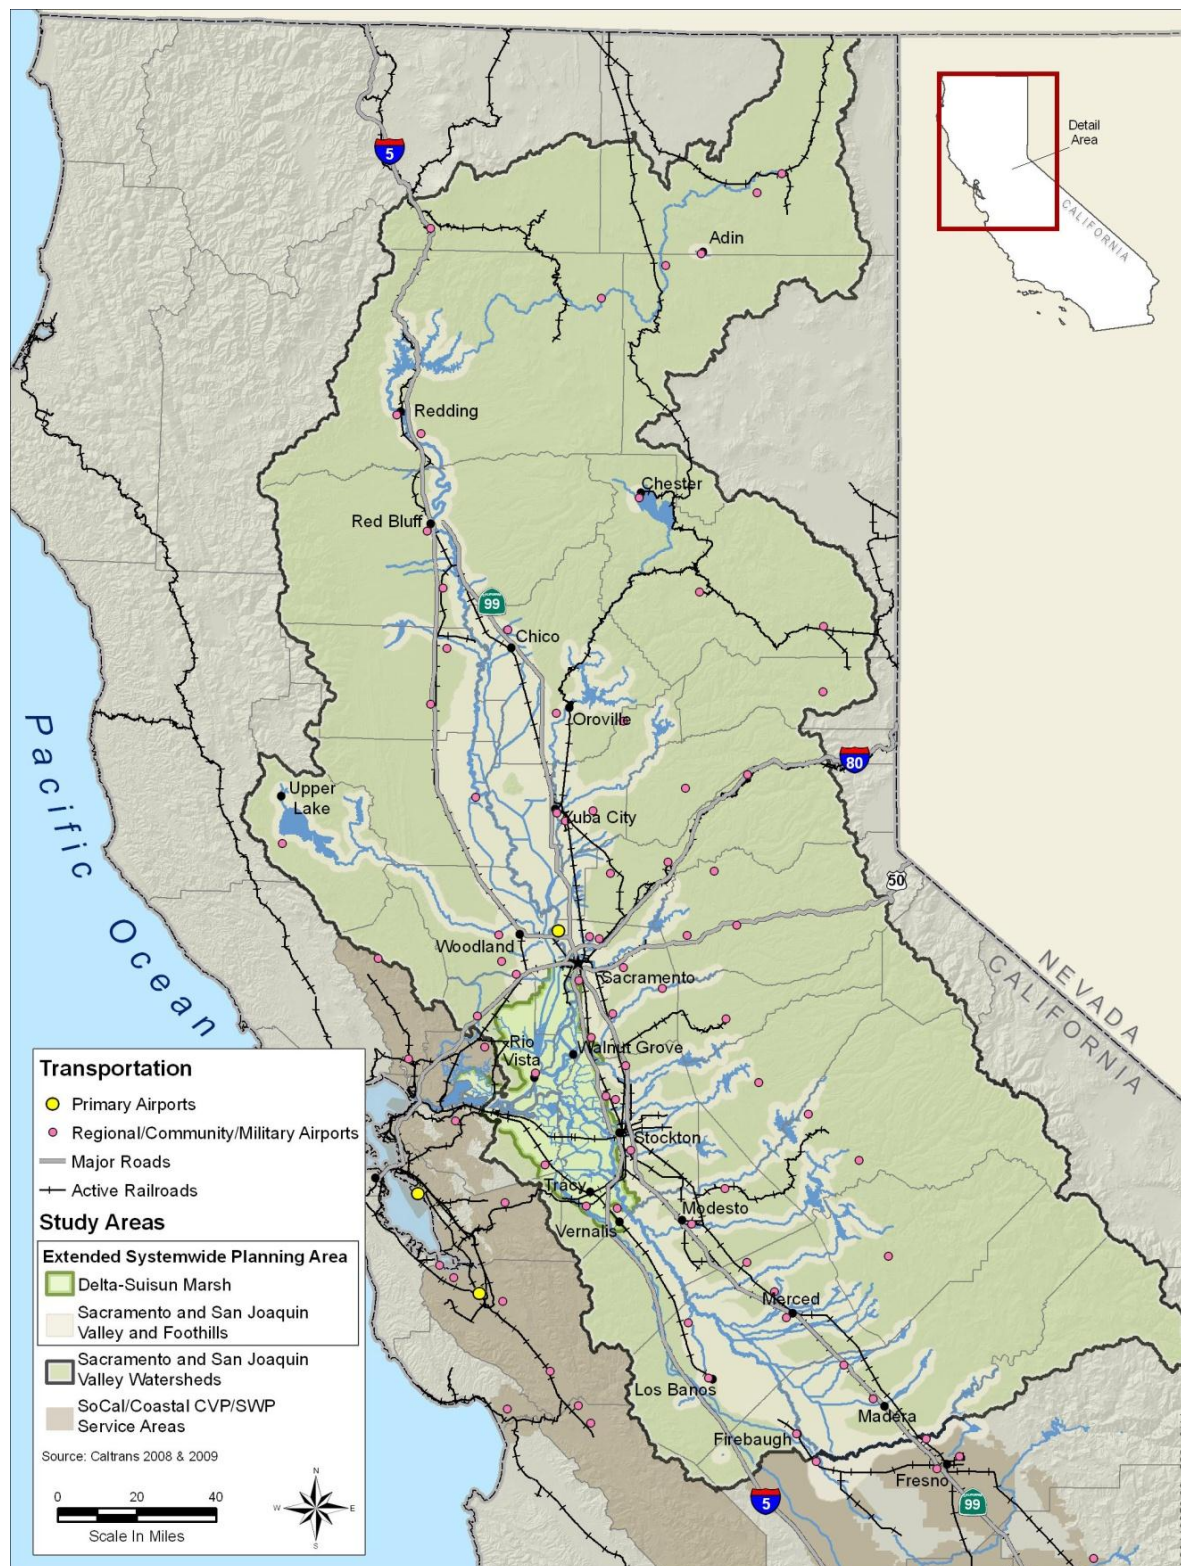 5
Detail
Area
CALIFORNIA
Adin
Redding
Chester
Red Bluff
99
Chico
Oroville
80
Upper
Lake
Yuba City
50
Woodland
Sacramento
NEVADA
CALIFORNIA
Pacific Ocean
Rio
Vista
Walnut Grove
Stockton
Tracy
Modesto
Vernalis
Merced
Los Banos
Madera
Firebaugh
Fresno
5
99
Transportation
Primary Airports
Regional/Community/Military Airports
Major Roads
Active Railroads
Study Areas
Extended Systemwide Planning Area
Delta-Suisun Marsh
Sacramento and San Joaquin
Valley and Foothills
Sacramento and San Joaquin
Valley Watersheds
SoCal/Coastal CVP/SWP
Service Areas
Source: Caltrans 2008 & 2009
0 20 40
Scale In Miles
N
W E
S